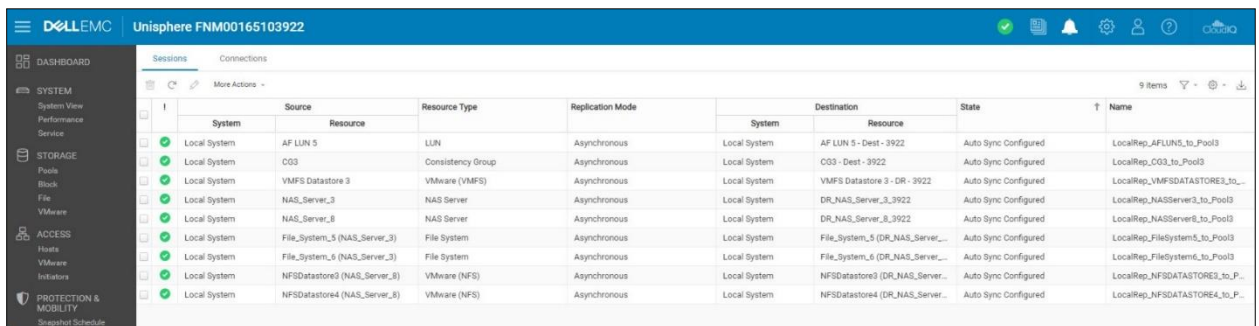 DELLEMC Unisphere FNM00165103922 CloudIQ
DASHBOARD
SYSTEM
System View
Performance
Service
STORAGE
Pools
Block
File
VMware
ACCESS
Hosts
VMware
Initiators
PROTECTION &
MOBILITY
Snapshot Schedule
Sessions Connections
More Actions 9 items
! Source Resource Type Replication Mode Destination State Name
System Resource System Resource
Local System AF LUN 5 LUN Asynchronous Local System AF LUN 5 - Dest - 3922 Auto Sync Configured LocalRep_AFLUN5_to_Pool3
Local System CG3 Consistency Group Asynchronous Local System CG3 - Dest - 3922 Auto Sync Configured LocalRep_CG3_to_Pool3
Local System VMFS Datastore 3 VMware (VMFS) Asynchronous Local System VMFS Datastore 3 - DR - 3922 Auto Sync Configured LocalRep_VMFSDATASTORE3_to_...
Local System NAS_Server_3 NAS Server Asynchronous Local System DR_NAS_Server_3_3922 Auto Sync Configured LocalRep_NASServer3_to_Pool3
Local System NAS_Server_8 NAS Server Asynchronous Local System DR_NAS_Server_8_3922 Auto Sync Configured LocalRep_NASServer8_to_Pool3
Local System File_System_5 (NAS_Server_3) File System Asynchronous Local System File_System_5 (DR_NAS_Server_... Auto Sync Configured LocalRep_FileSystem5_to_Pool3
Local System File_System_6 (NAS_Server_3) File System Asynchronous Local System File_System_6 (DR_NAS_Server_... Auto Sync Configured LocalRep_FileSystem6_to_Pool3
Local System NFSDatastore3 (NAS_Server_8) VMware (NFS) Asynchronous Local System NFSDatastore3 (DR_NAS_Server... Auto Sync Configured LocalRep_NFSDATASTORE3_to_P...
Local System NFSDatastore4 (NAS_Server_8) VMware (NFS) Asynchronous Local System NFSDatastore4 (DR_NAS_Server... Auto Sync Configured LocalRep_NFSDATASTORE4_to_P...